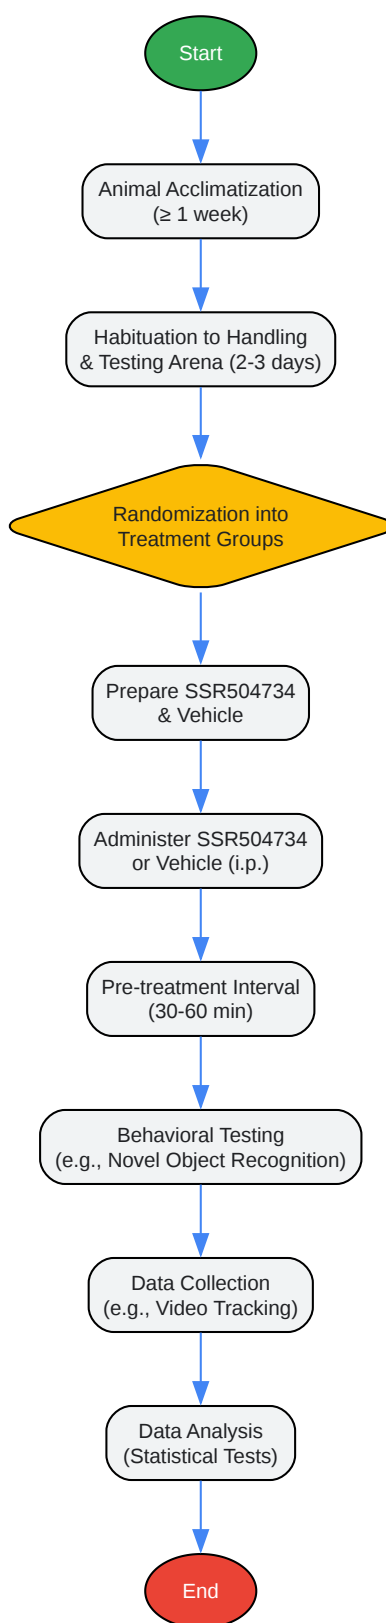 Start
Animal Acclimatization
(≥ 1 week)
Habituation to Handling
& Testing Arena (2-3 days)
Randomization into
Treatment Groups
Prepare SSR504734
& Vehicle
Administer SSR504734
or Vehicle (i.p.)
Pre-treatment Interval
(30-60 min)
Behavioral Testing
(e.g., Novel Object Recognition)
Data Collection
(e.g., Video Tracking)
Data Analysis
(Statistical Tests)
End